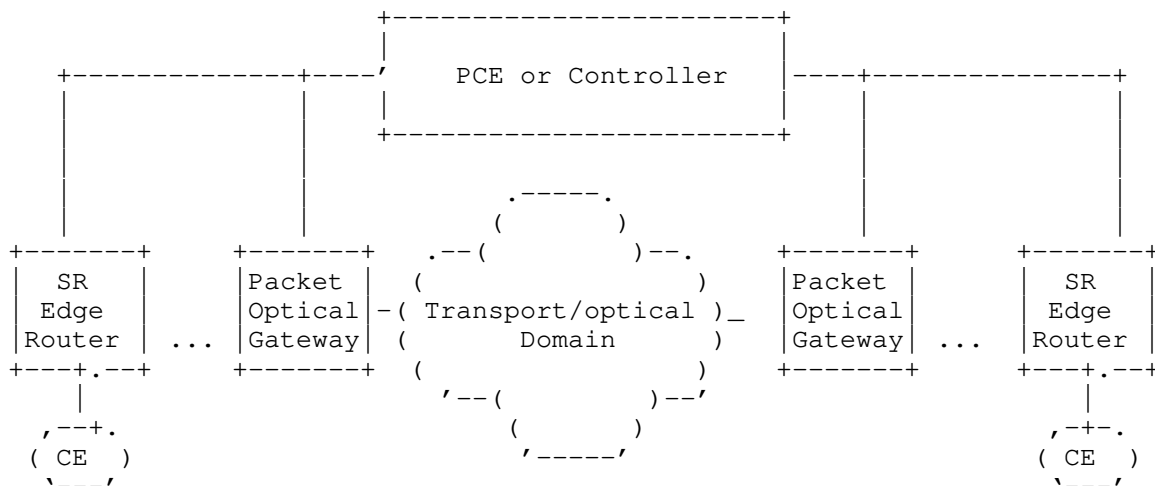 PCE or Controller
SR Edge Router
...
Packet Optical Gateway
Transport/optical Domain
Packet Optical Gateway
...
SR Edge Router
CE
CE